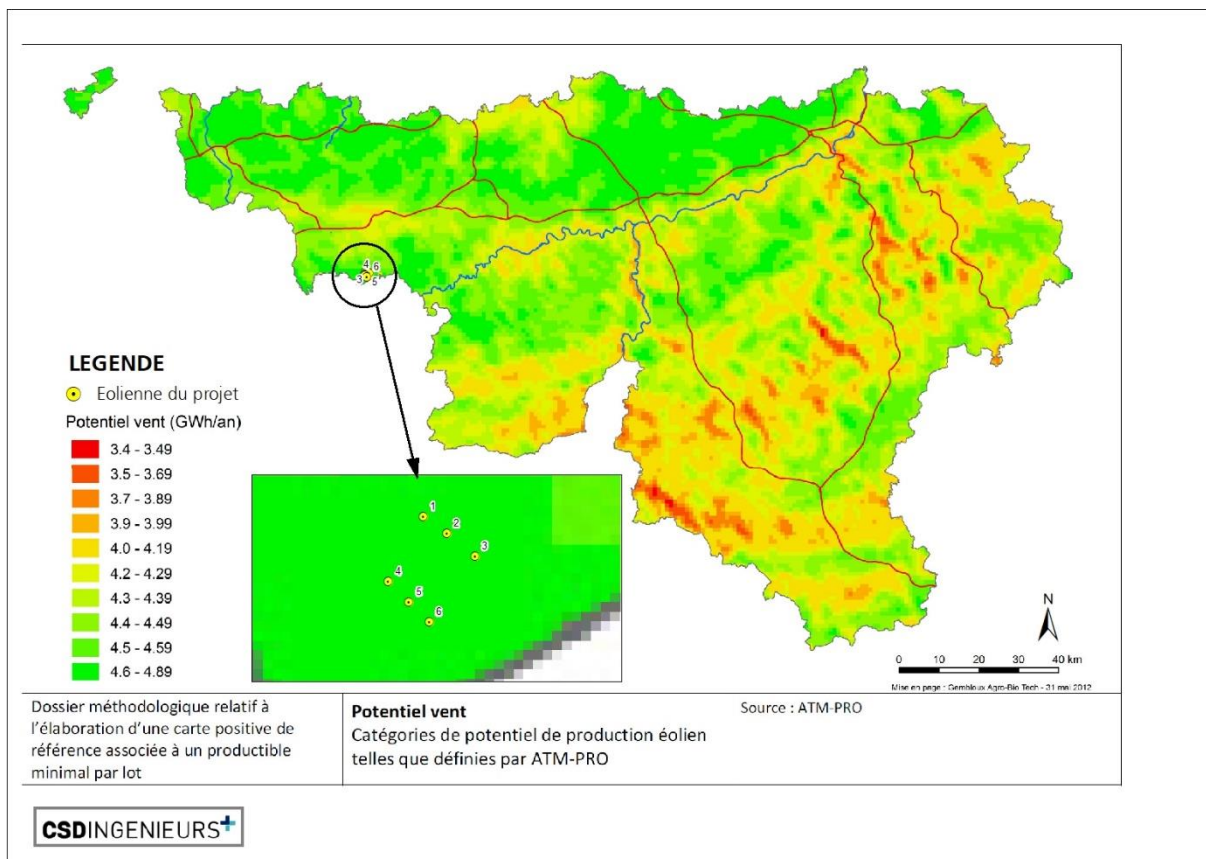 4 6
3 5
LEGENDE
Eolienne du projet
Potentiel vent (GWh/an)
3.4 - 3.49
3.5 - 3.69
3.7 - 3.89
3.9 - 3.99
4.0 - 4.19
4.2 - 4.29
4.3 - 4.39
4.4 - 4.49
4.5 - 4.59
4.6 - 4.89
1
2
3
4
5
6
N
0 10 20 30 40 km
Mise en page : Gembloux Agro-Bio Tech - 31 mai 2012
Dossier méthodologique relatif à
l'élaboration d'une carte positive de
référence associée à un productible
minimal par lot
Potentiel vent
Catégories de potentiel de production éolien
telles que définies par ATM-PRO
Source : ATM-PRO
CSDINGENIEURS+